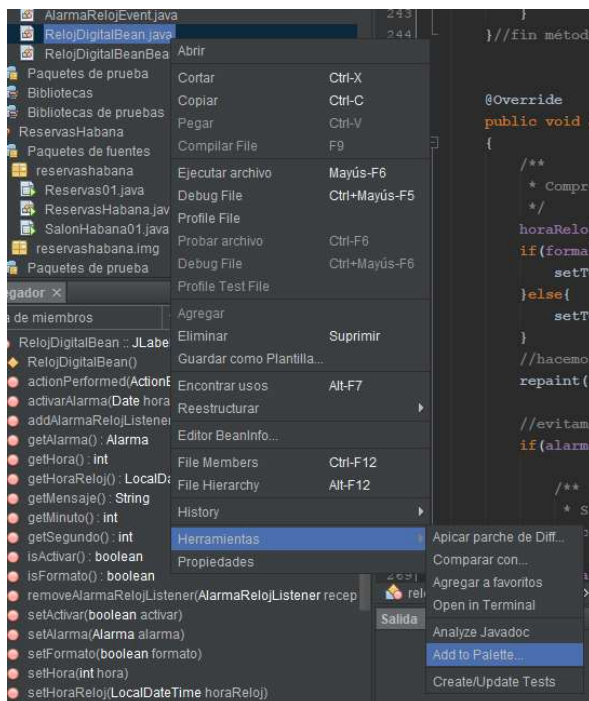 AlarmaRelojEvent.java
RelojDigitalBean.java
RelojDigitalBeanBea
Paquetes de prueba
Bibliotecas
Bibliotecas de pruebas
ReservasHabana
Paquetes de fuentes
reservashabana
Reservas01.java
ReservasHabana.jav
SalonHabana01.java
reservashabana.img
Paquetes de prueba
egador ×
a de miembros
RelojDigitalBean :: JLabe
RelojDigitalBean()
actionPerformed(ActionE
activarAlarma(Date hora
addAlarmaRelojListener
getAlarma() : Alarma
getHora() : int
getHoraReloj() : LocalDa
getMensaje() : String
getMinuto() : int
getSegundo() : int
isActivar() : boolean
isFormato() : boolean
removeAlarmaRelojListener(AlarmaRelojListener recep
setActivar(boolean activar)
setAlarma(Alarma alarma)
setFormato(boolean formato)
setHora(int hora)
setHoraReloj(LocalDateTime horaReloj)
Abrir
Cortar Ctrl-X
Copiar Ctrl-C
Pegar Ctrl-V
Compilar File F9
Ejecutar archivo Mayús-F6
Debug File Ctrl+Mayús-F5
Profile File
Probar archivo Ctrl-F6
Debug File Ctrl+Mayús-F6
Profile Test File
Agregar
Eliminar Suprimir
Guardar como Plantilla...
Encontrar usos Alt-F7
Reestructurar
Editor BeanInfo...
File Members Ctrl-F12
File Hierarchy Alt-F12
History
Herramientas
Propiedades
Apicar parche de Diff...
Comparar con...
Agregar a favoritos
Open in Terminal
Analyze Javadoc
Add to Palette...
Create/Update Tests
243 }
244 }//fin métod
@Override
public void
{
/**
* Compr
*/
horaRelo
if(forma
setT
}else{
setT
}
//hacemo
repaint(
//evitam
if(alarm
/**
* S
269
rel
Salida